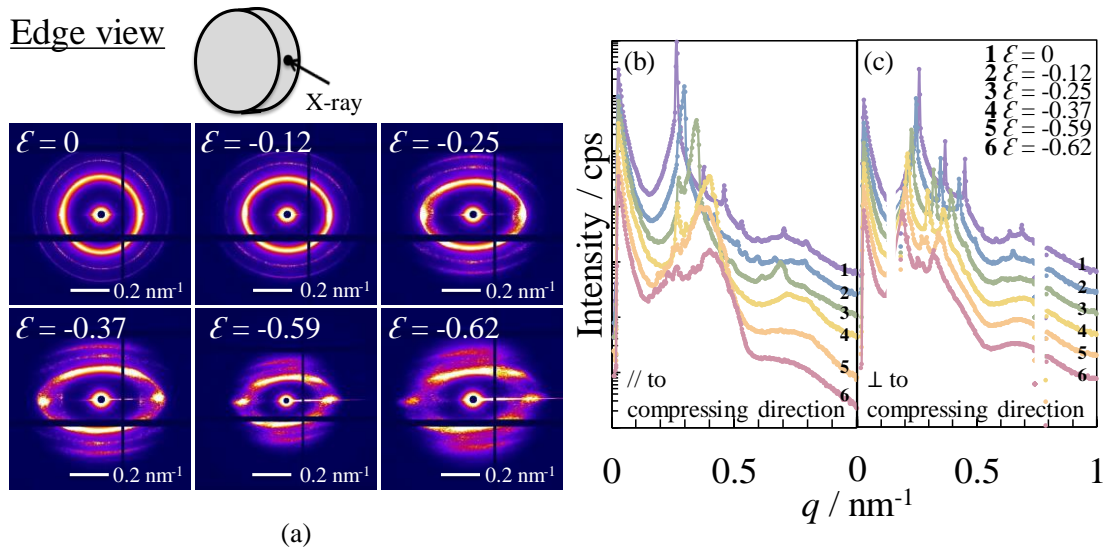 Edge view
X-ray
ℰ = 0
ℰ = -0.12
ℰ = -0.25
0.2 nm⁻¹
0.2 nm⁻¹
0.2 nm⁻¹
ℰ = -0.37
ℰ = -0.59
ℰ = -0.62
0.2 nm⁻¹
0.2 nm⁻¹
0.2 nm⁻¹
(a)
Intensity / cps
(b)
1
2
3
4
5
6
// to
compressing direction
0
0.5
(c)
1 ℰ = 0
2 ℰ = -0.12
3 ℰ = -0.25
4 ℰ = -0.37
5 ℰ = -0.59
6 ℰ = -0.62
1
2
3
4
5
6
⊥ to
compressing direction
0
0.5
1
q / nm⁻¹